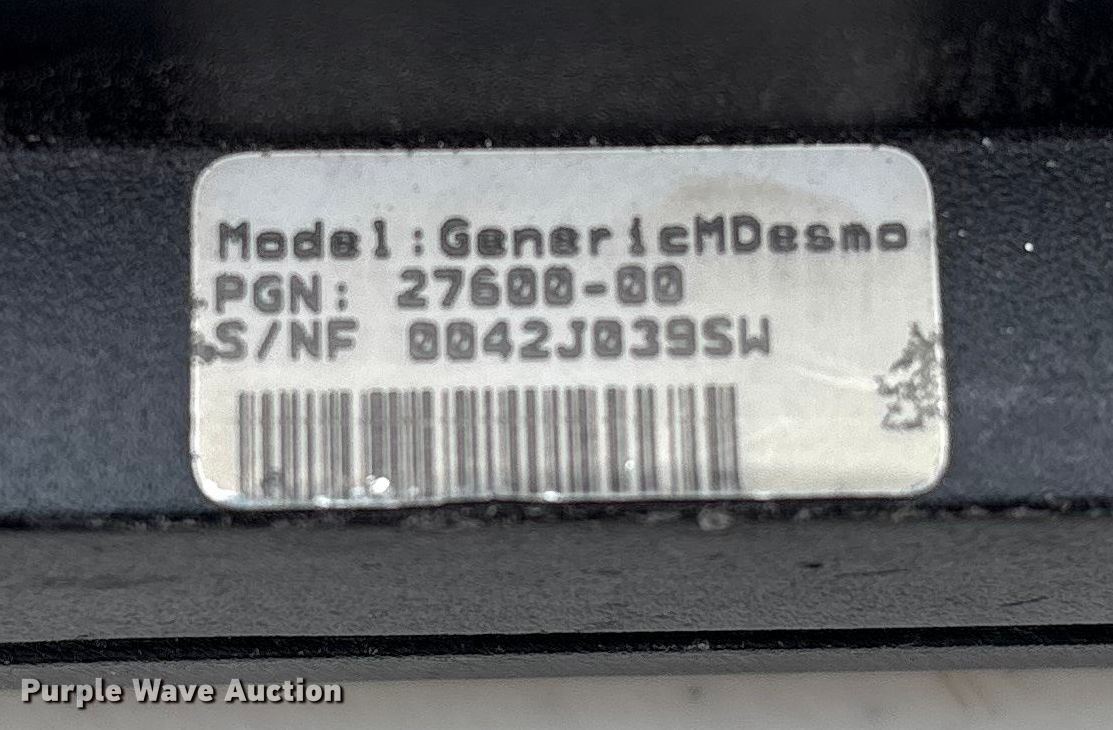 Model:GenericMDesmo
PGN: 27600-00
S/NF 0042J039SW
Purple Wave Auction